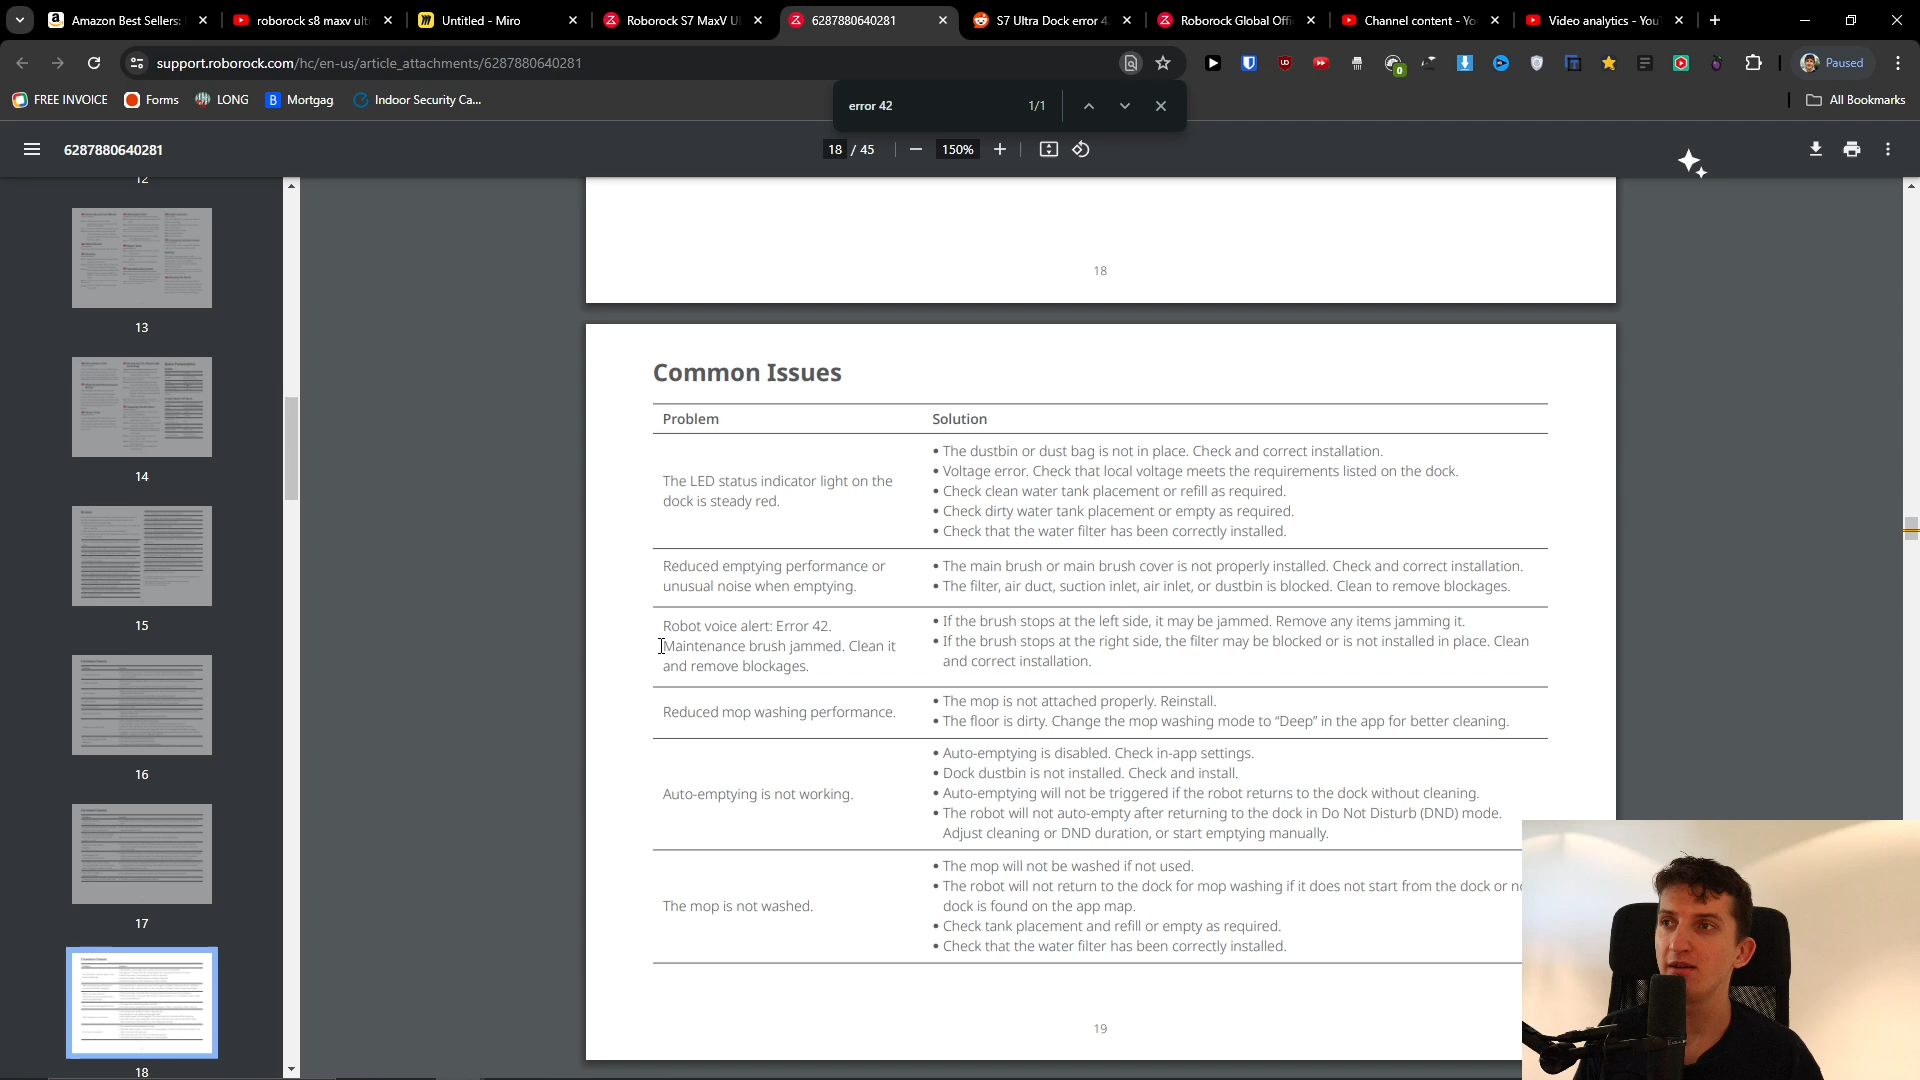 Amazon Best Sellers:
roborock s8 maxv ult
Untitled - Miro
Roborock S7 MaxV Ul
6287880640281
S7 Ultra Dock error 4
Roborock Global Offi
Channel content - Yo
Video analytics - You
support.roborock.com/hc/en-us/article_attachments/6287880640281
0
Paused
FREE INVOICE
Forms
LONG
Mortgag
Indoor Security Ca...
All Bookmarks
error 42
1/1
6287880640281
18 / 45
150%
12
13
14
15
16
17
18
18
Common Issues
Problem
Solution
The LED status indicator light on the
dock is steady red.
• The dustbin or dust bag is not in place. Check and correct installation.
• Voltage error. Check that local voltage meets the requirements listed on the dock.
• Check clean water tank placement or refill as required.
• Check dirty water tank placement or empty as required.
• Check that the water filter has been correctly installed.
Reduced emptying performance or
unusual noise when emptying.
• The main brush or main brush cover is not properly installed. Check and correct installation.
• The filter, air duct, suction inlet, air inlet, or dustbin is blocked. Clean to remove blockages.
Robot voice alert: Error 42.
Maintenance brush jammed. Clean it
and remove blockages.
• If the brush stops at the left side, it may be jammed. Remove any items jamming it.
• If the brush stops at the right side, the filter may be blocked or is not installed in place. Clean
and correct installation.
Reduced mop washing performance.
• The mop is not attached properly. Reinstall.
• The floor is dirty. Change the mop washing mode to “Deep” in the app for better cleaning.
Auto-emptying is not working.
• Auto-emptying is disabled. Check in-app settings.
• Dock dustbin is not installed. Check and install.
• Auto-emptying will not be triggered if the robot returns to the dock without cleaning.
• The robot will not auto-empty after returning to the dock in Do Not Disturb (DND) mode.
Adjust cleaning or DND duration, or start emptying manually.
The mop is not washed.
• The mop will not be washed if not used.
• The robot will not return to the dock for mop washing if it does not start from the dock or no
dock is found on the app map.
• Check tank placement and refill or empty as required.
• Check that the water filter has been correctly installed.
19